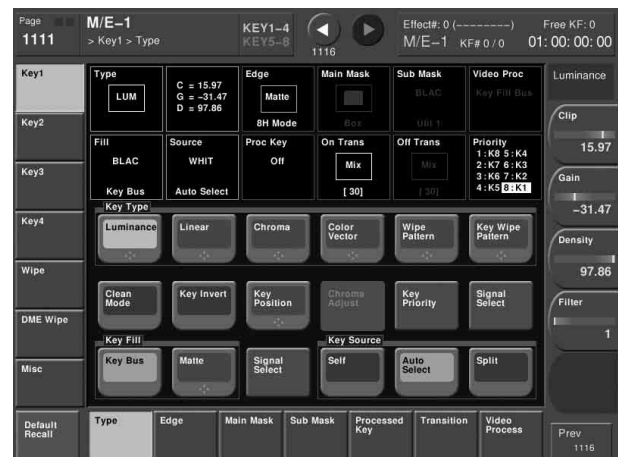 Page
1111
M/E–1
> Key1 > Type
KEY1–4
KEY5–8
1116
Effect#: 0 (--------)
M/E–1 KF# 0 / 0
Free KF: 0
01: 00: 00: 00
Key1
Key2
Key3
Key4
Wipe
DME Wipe
Misc
Default
Recall
Type
LUM
C = 15.97
G = –31.47
D = 97.86
Edge
Matte
8H Mode
Main Mask
Box
Sub Mask
BLAC
Util 1
Video Proc
Key Fill Bus
Fill
BLAC
Key Bus
Source
WHIT
Auto Select
Proc Key
Off
On Trans
Mix
[ 30]
Off Trans
Mix
[ 30]
Priority
1:K8 5:K4
2:K7 6:K3
3:K6 7:K2
4:K5 8:K1
Key Type
Luminance
Linear
Chroma
Color
Vector
Wipe
Pattern
Key Wipe
Pattern
Clean
Mode
Key Invert
Key
Position
Chroma
Adjust
Key
Priority
Signal
Select
Key Fill
Key Bus
Matte
Signal
Select
Key Source
Self
Auto
Select
Split
Type
Edge
Main Mask
Sub Mask
Processed
Key
Transition
Video
Process
Luminance
Clip
15.97
Gain
–31.47
Density
97.86
Filter
1
Prev
1116